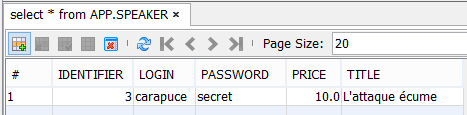 select * from APP.SPEAKER ×
Page Size: 20
# IDENTIFIER LOGIN PASSWORD PRICE TITLE
1 3 carapuce secret 10.0 L'attaque écume